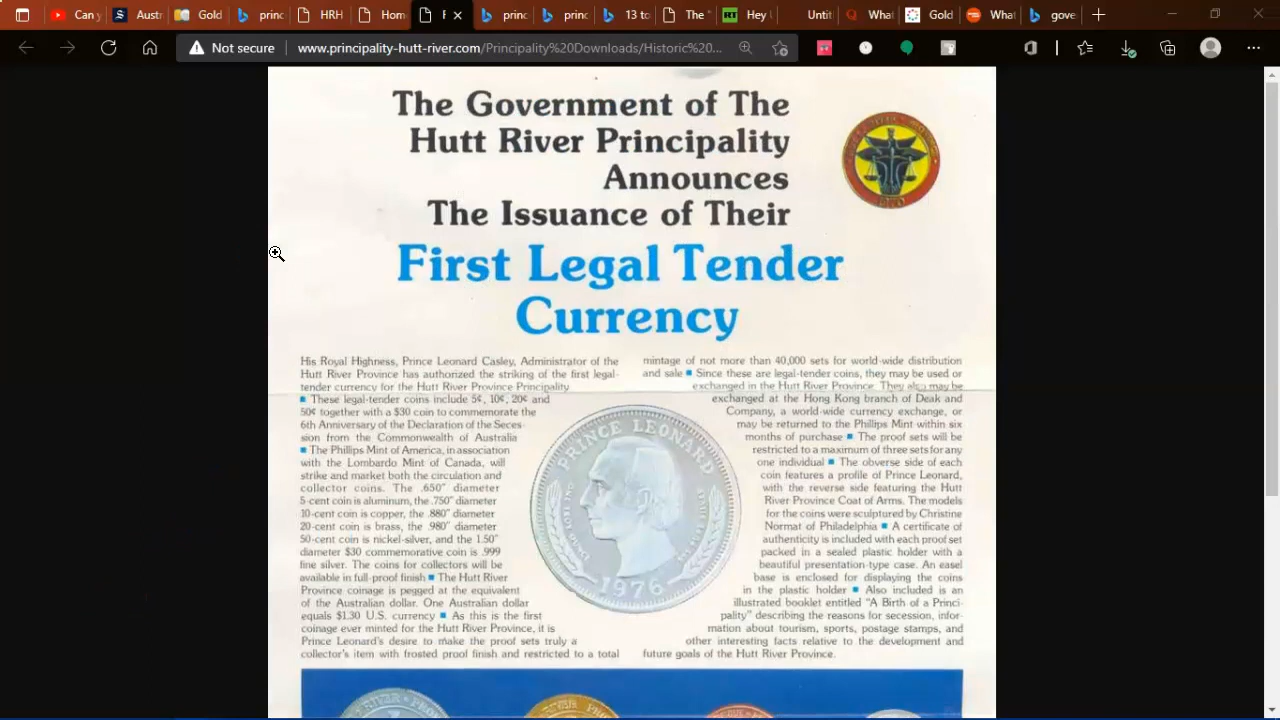 Can y
Austr
Gold
princ
HRH
Hom
F
princ
princ
13 to
The "
Hey I
Untit
What
Gold
What
gove
Not secure
www.principality-hutt-river.com/Principality%20Downloads/Historic%20...
The Government of The
Hutt River Principality
Announces
The Issuance of Their
First Legal Tender
Currency
His Royal Highness, Prince Leonard Casley, Administrator of the
Hutt River Province has authorized the striking of the first legal-
tender currency for the Hutt River Province Principality
■ These legal-tender coins include 5¢, 10¢, 20¢ and
50¢ together with a $30 coin to commemorate the
6th Anniversary of the Declaration of the Seces-
sion from the Commonwealth of Australia
■ The Phillips Mint of America, in association
with the Lombardo Mint of Canada, will
strike and market both the circulation and
collector coins. The .650" diameter
5-cent coin is aluminum, the .750" diameter
10-cent coin is copper, the .880" diameter
20-cent coin is brass, the .980" diameter
50-cent coin is nickel-silver, and the 1.50"
diameter $30 commemorative coin is .999
fine silver. The coins for collectors will be
available in full-proof finish ■ The Hutt River
Province coinage is pegged at the equivalent
of the Australian dollar. One Australian dollar
equals $1.30 U.S. currency ■ As this is the first
coinage ever minted for the Hutt River Province, it is
Prince Leonard's desire to make the proof sets truly a
collector's item with frosted proof finish and restricted to a total
mintage of not more than 40,000 sets for world-wide distribution
and sale ■ Since these are legal-tender coins, they may be used or
exchanged in the Hutt River Province. They also may be
exchanged at the Hong Kong branch of Deak and
Company, a world-wide currency exchange, or
may be returned to the Phillips Mint within six
months of purchase ■ The proof sets will be
restricted to a maximum of three sets for any
one individual ■ The obverse side of each
coin features a profile of Prince Leonard,
with the reverse side featuring the Hutt
River Province Coat of Arms. The models
for the coins were sculptured by Christine
Normat of Philadelphia ■ A certificate of
authenticity is included with each proof set
packed in a sealed plastic holder with a
beautiful presentation-type case. An easel
base is enclosed for displaying the coins
in the plastic holder ■ Also included is an
illustrated booklet entitled "A Birth of a Princi-
pality" describing the reasons for secession, infor-
mation about tourism, sports, postage stamps, and
other interesting facts relative to the development and
future goals of the Hutt River Province.
PRINCE LEONARD
1976